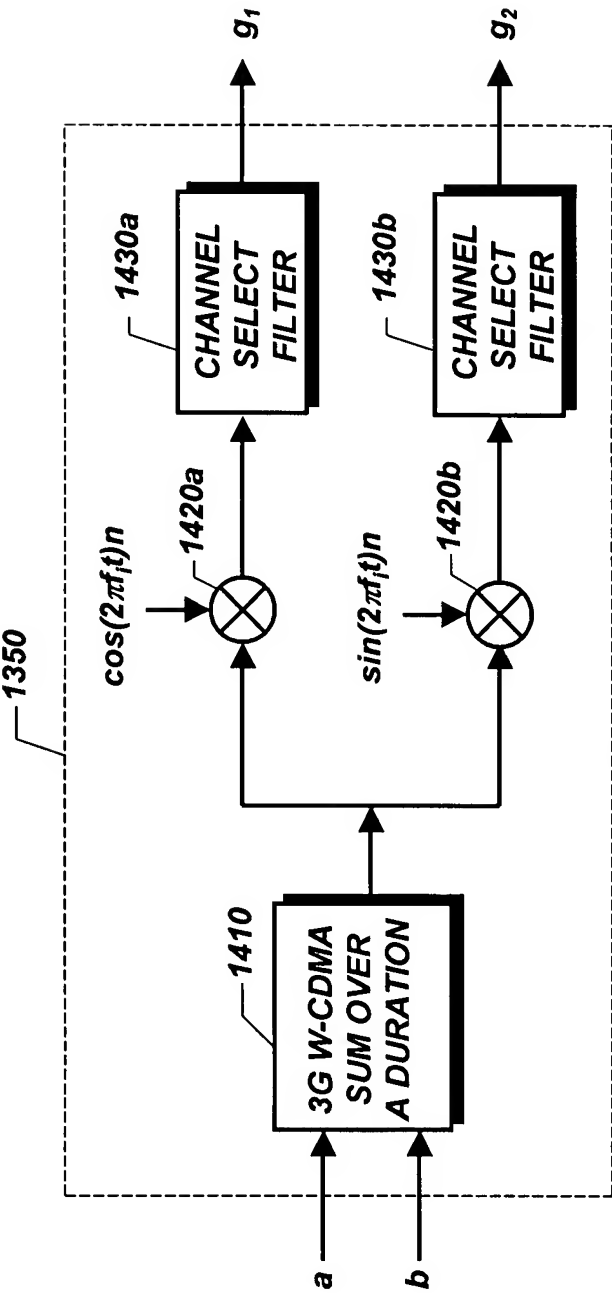 1350
a
b
1410
3G W-CDMA
SUM OVER
A DURATION
cos(2πfᵢt)n
1420a
1430a
CHANNEL
SELECT
FILTER
g₁
sin(2πfᵢt)n
1420b
1430b
CHANNEL
SELECT
FILTER
g₂